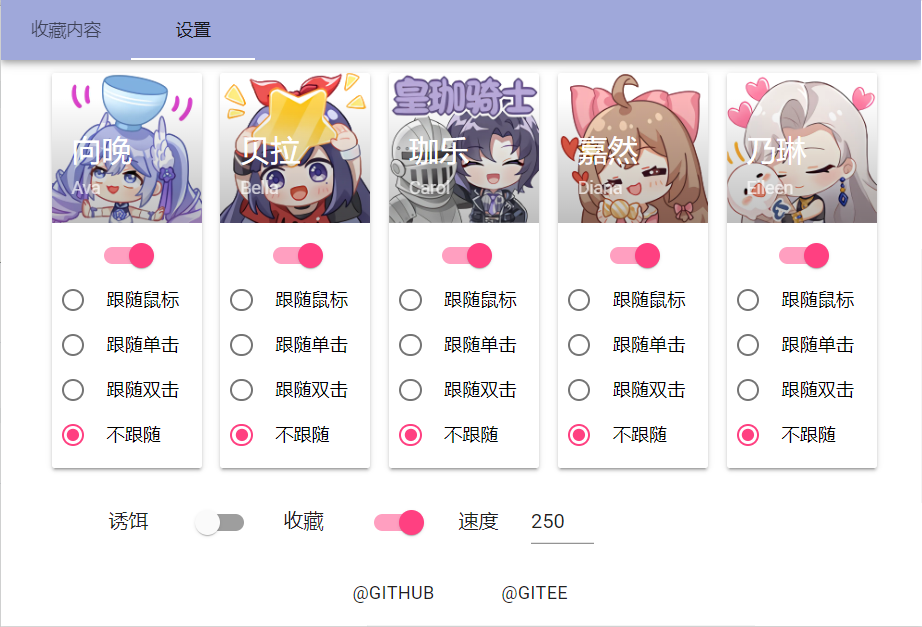 收藏内容 设置
皇珈骑士
向晚 贝拉 珈乐 嘉然 乃琳
Ava Bella Carol Diana Eileen
跟随鼠标 跟随鼠标 跟随鼠标 跟随鼠标 跟随鼠标
跟随单击 跟随单击 跟随单击 跟随单击 跟随单击
跟随双击 跟随双击 跟随双击 跟随双击 跟随双击
不跟随 不跟随 不跟随 不跟随 不跟随
诱饵 收藏 速度 250
@GITHUB @GITEE